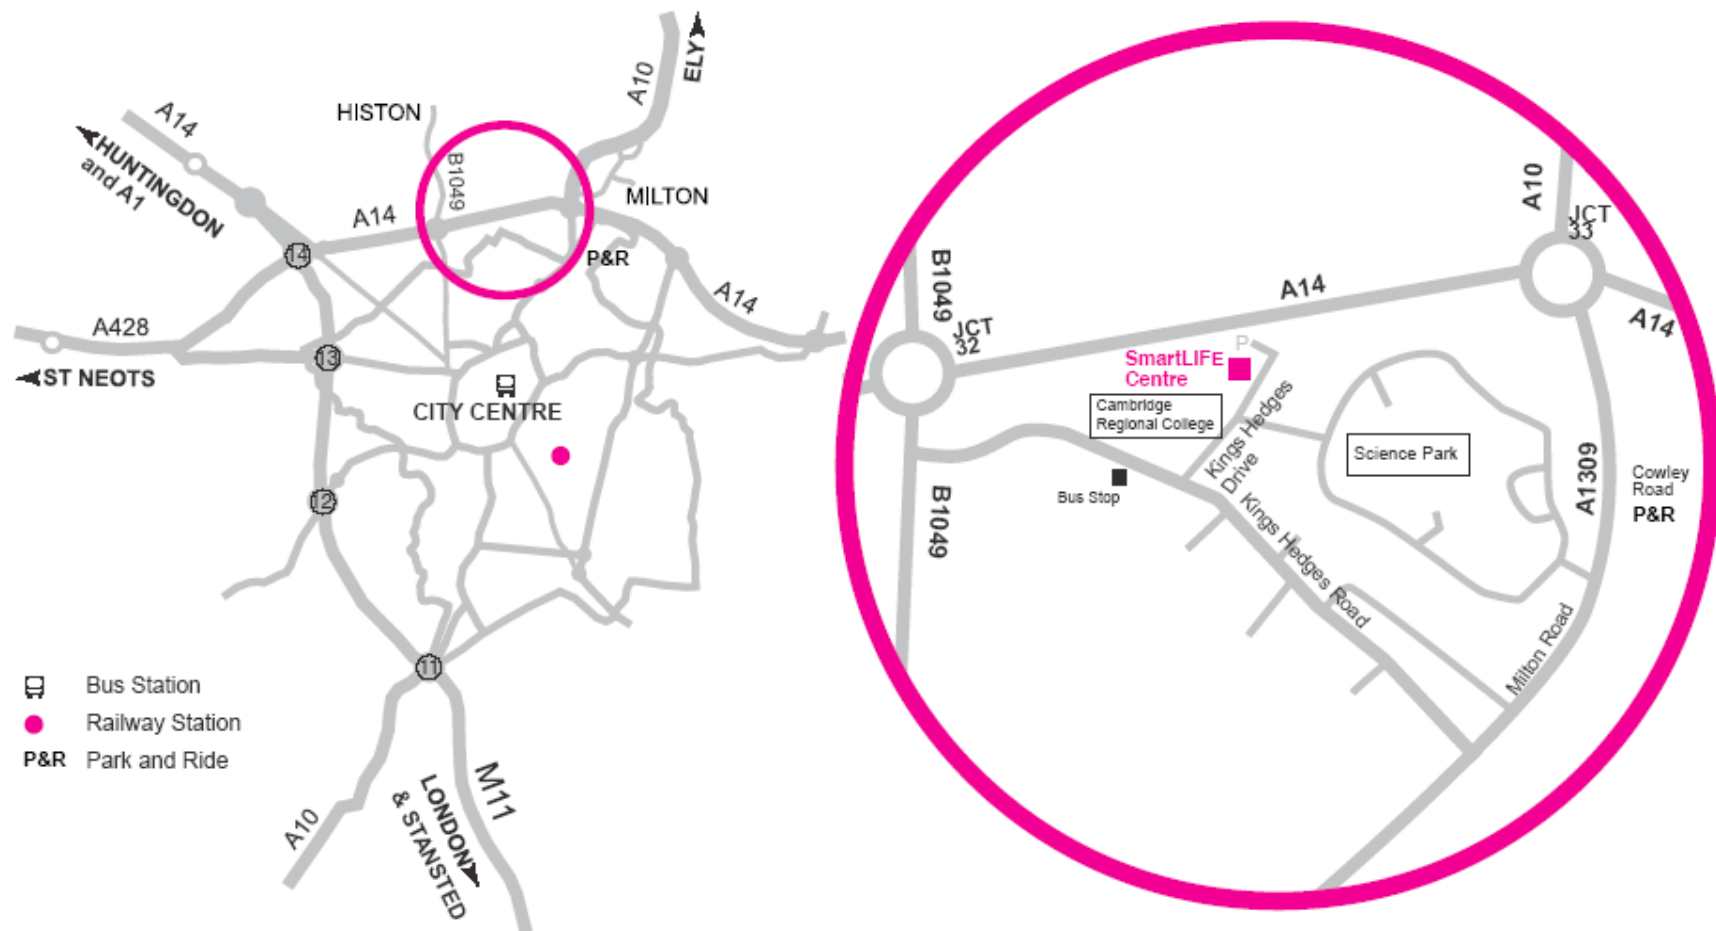 ELY
A10
HISTON
A14
HUNTINGDON
and A1
B1049
MILTON
A14
P&R
14
A14
A428
13
ST NEOTS
CITY CENTRE
12
11
Bus Station
Railway Station
P&R Park and Ride
A10
M11
LONDON
& STANSTED
A10
JCT
33
B1049
A14
A14
JCT
32
P
SmartLIFE
Centre
Cambridge
Regional College
Kings Hedges
Drive
Science Park
A1309
Cowley
Road
P&R
Bus Stop
B1049
Kings Hedges Road
Milton Road